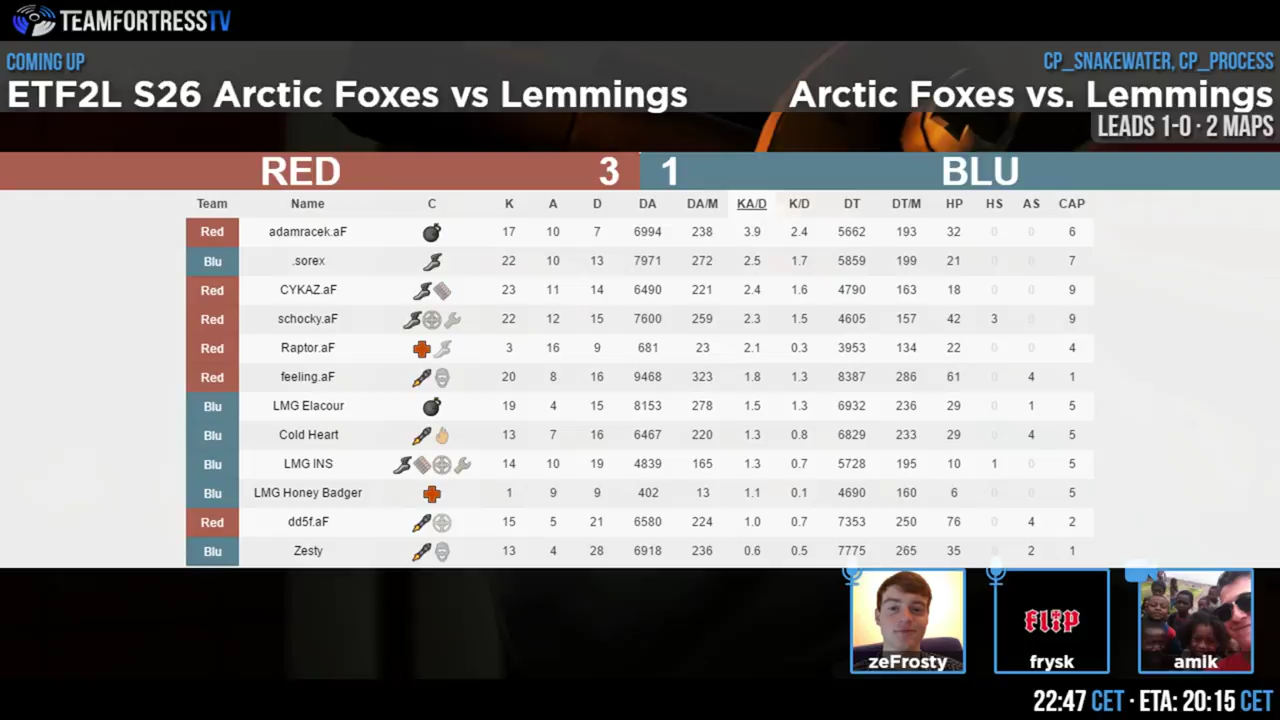 TEAMFORTRESSTV
COMING UP
ETF2L S26 Arctic Foxes vs Lemmings
CP_SNAKEWATER, CP_PROCESS
Arctic Foxes vs. Lemmings
LEADS 1-0 · 2 MAPS
RED 3 1 BLU
Team Name C K A D DA DA/M KA/D K/D DT DT/M HP HS AS CAP
Red adamracek.aF 17 10 7 6994 238 3.9 2.4 5662 193 32 0 0 6
Blu .sorex 22 10 13 7971 272 2.5 1.7 5859 199 21 0 0 7
Red CYKAZ.aF 23 11 14 6490 221 2.4 1.6 4790 163 18 0 0 9
Red schocky.aF 22 12 15 7600 259 2.3 1.5 4605 157 42 3 0 9
Red Raptor.aF 3 16 9 681 23 2.1 0.3 3953 134 22 0 0 4
Red feeling.aF 20 8 16 9468 323 1.8 1.3 8387 286 61 0 4 1
Blu LMG Elacour 19 4 15 8153 278 1.5 1.3 6932 236 29 0 1 5
Blu Cold Heart 13 7 16 6467 220 1.3 0.8 6829 233 29 0 4 5
Blu LMG INS 14 10 19 4839 165 1.3 0.7 5728 195 10 1 0 5
Blu LMG Honey Badger 1 9 9 402 13 1.1 0.1 4690 160 6 0 0 5
Red dd5f.aF 15 5 21 6580 224 1.0 0.7 7353 250 76 0 4 2
Blu Zesty 13 4 28 6918 236 0.6 0.5 7775 265 35 0 2 1
FLIP
zeFrosty frysk amik
22:47 CET · ETA: 20:15 CET